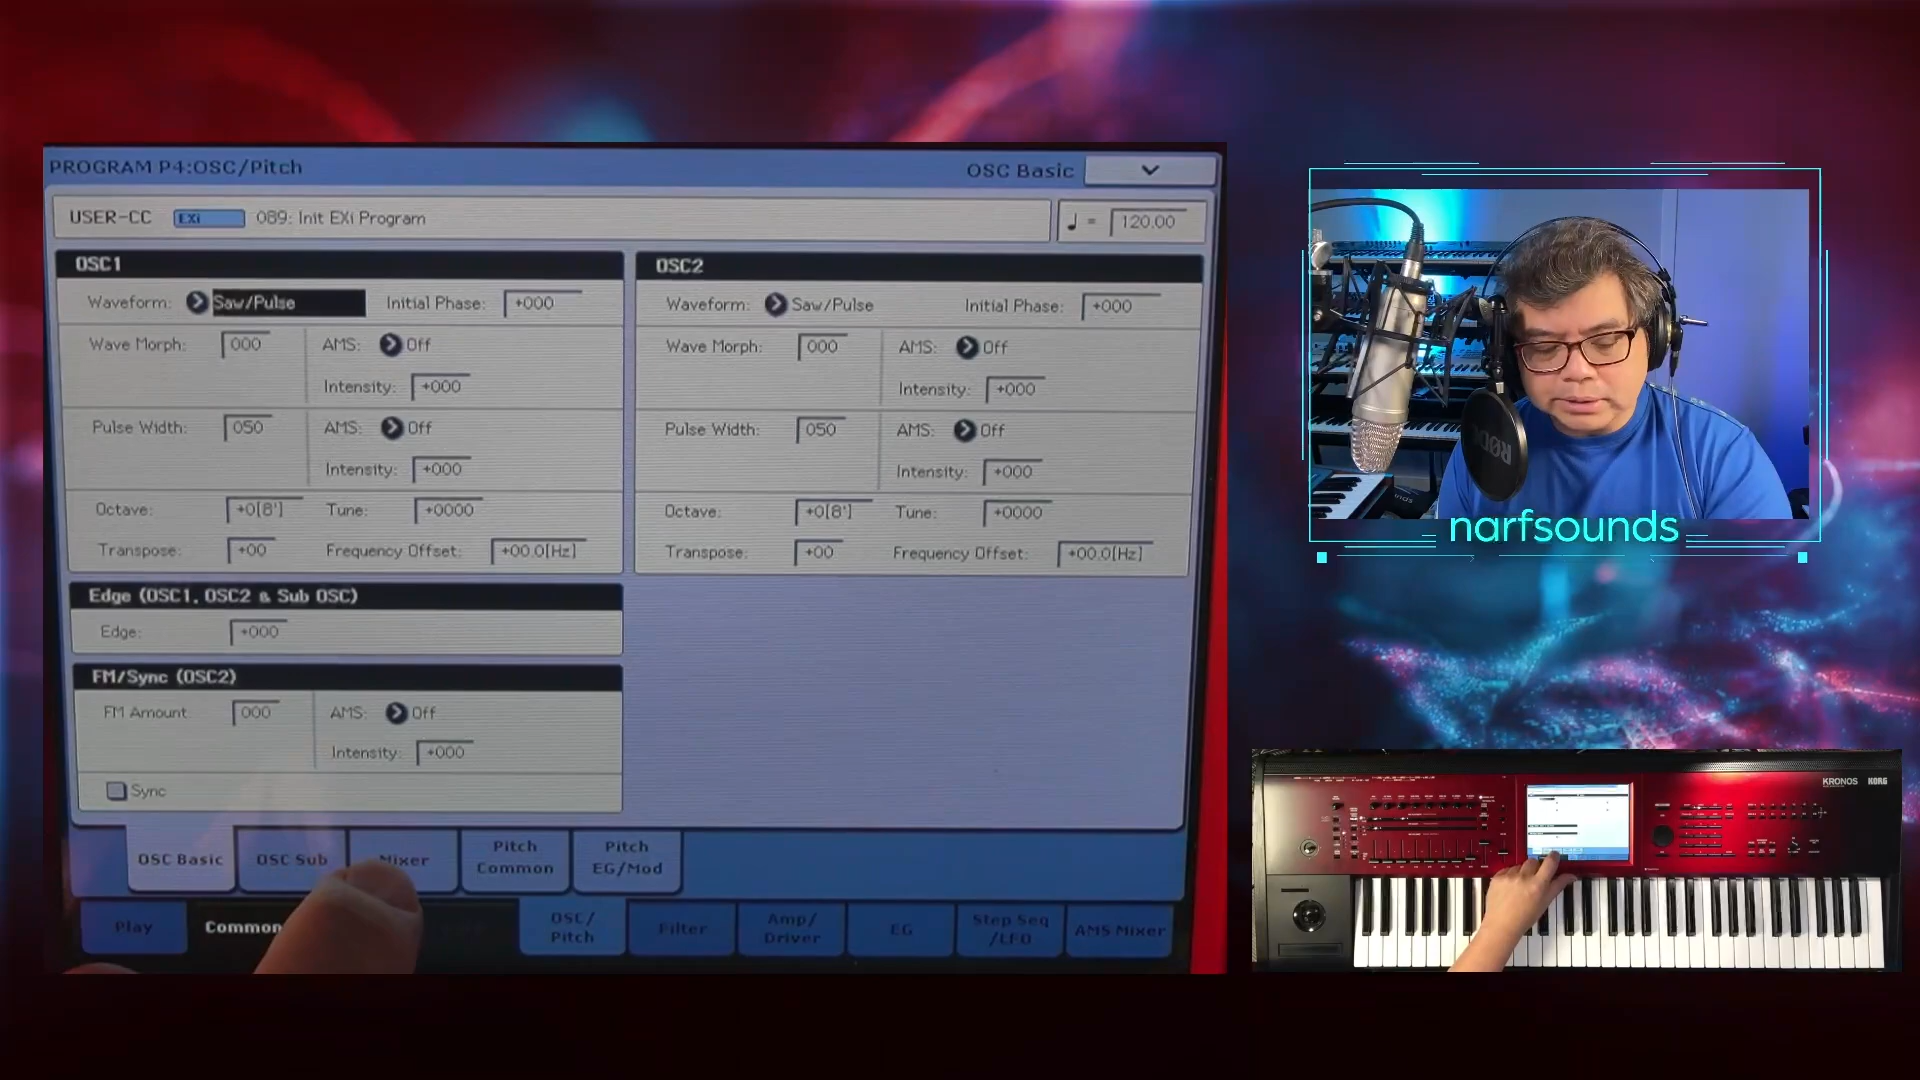 PROGRAM P4:OSC/Pitch
OSC Basic
USER-CC EXi 089: Init EXi Program
♩ = 120.00
OSC1
Waveform: Saw/Pulse Initial Phase: +000
Wave Morph: 000 AMS: Off
Intensity: +000
Pulse Width: 050 AMS: Off
Intensity: +000
Octave: +0[8'] Tune: +0000
Transpose: +00 Frequency Offset: +00.0[Hz]
OSC2
Waveform: Saw/Pulse Initial Phase: +000
Wave Morph: 000 AMS: Off
Intensity: +000
Pulse Width: 050 AMS: Off
Intensity: +000
Octave: +0[8'] Tune: +0000
Transpose: +00 Frequency Offset: +00.0[Hz]
Edge (OSC1, OSC2 & Sub OSC)
Edge: +000
FM/Sync (OSC2)
FM Amount 000 AMS: Off
Intensity: +000
Sync
OSC Basic
OSC Sub
Mixer
Pitch
Common
Pitch
EG/Mod
Play
Common
OSC/
Pitch
Filter
Amp/
Driver
EG
Step Seq
/LFO
AMS Mixer
RØDE
narfsounds
KRONOS KORG